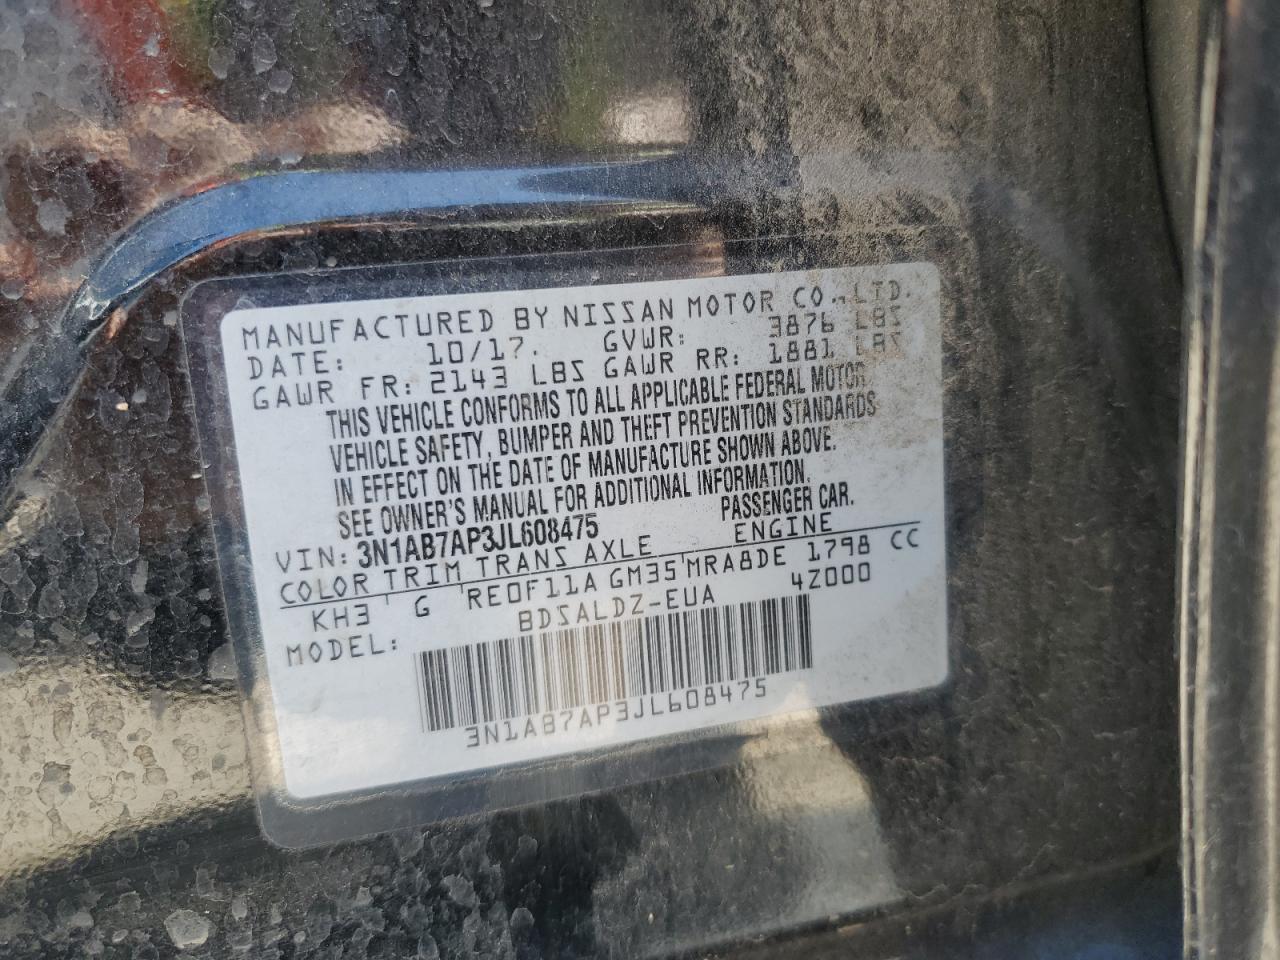 MANUFACTURED BY NISSAN MOTOR CO.,LTD.
DATE: 10/17. GVWR: 3876 LBS
GAWR FR: 2143 LBS GAWR RR: 1881 LBS
THIS VEHICLE CONFORMS TO ALL APPLICABLE FEDERAL MOTOR
VEHICLE SAFETY, BUMPER AND THEFT PREVENTION STANDARDS
IN EFFECT ON THE DATE OF MANUFACTURE SHOWN ABOVE.
SEE OWNER'S MANUAL FOR ADDITIONAL INFORMATION.
VIN: 3N1AB7AP3JL608475 PASSENGER CAR.
COLOR TRIM TRANS AXLE ENGINE
KH3 G RE0F11A GM35 MRA8DE 1798 CC
MODEL: BDSALDZ-EUA 4Z000
3N1AB7AP3JL608475